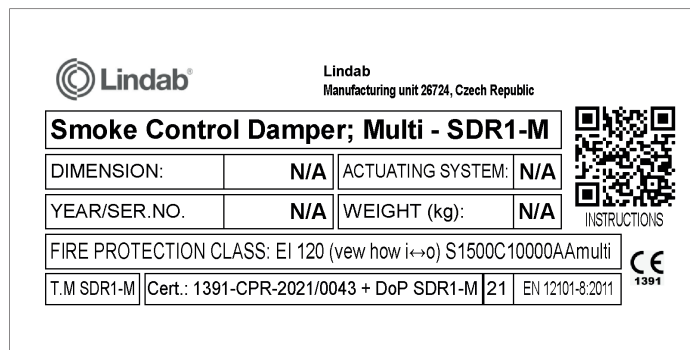 Lindab®
Lindab
Manufacturing unit 26724, Czech Republic
Smoke Control Damper; Multi - SDR1-M
DIMENSION: N/A ACTUATING SYSTEM: N/A
YEAR/SER.NO. N/A WEIGHT (kg): N/A
INSTRUCTIONS
FIRE PROTECTION CLASS: EI 120 (vew how i↔o) S1500C10000AAmulti
CE
1391
T.M SDR1-M Cert.: 1391-CPR-2021/0043 + DoP SDR1-M 21 EN 12101-8:2011